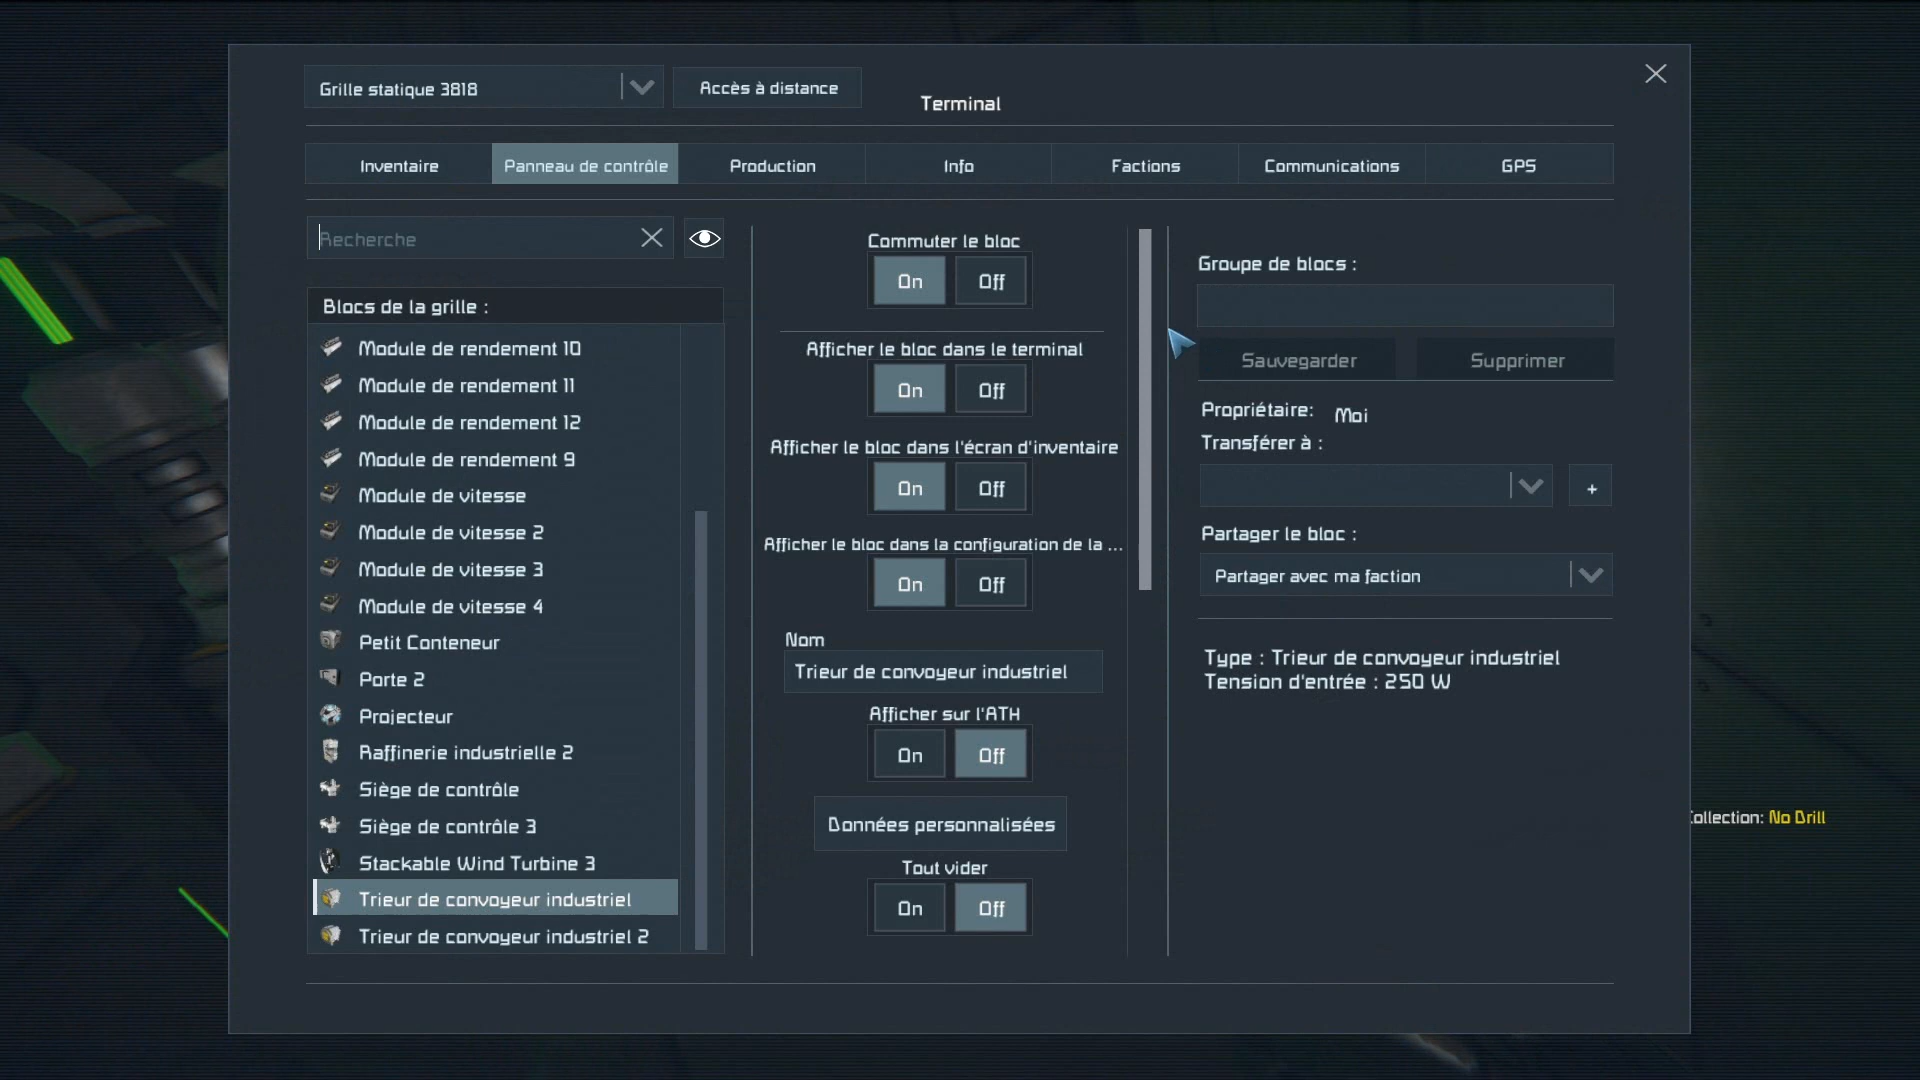 Grille statique 3818
Accès à distance
Terminal
Inventaire
Panneau de contrôle
Production
Info
Factions
Communications
GPS
Recherche
Blocs de la grille :
Module de rendement 10
Module de rendement 11
Module de rendement 12
Module de rendement 9
Module de vitesse
Module de vitesse 2
Module de vitesse 3
Module de vitesse 4
Petit Conteneur
Porte 2
Projecteur
Raffinerie industrielle 2
Siège de contrôle
Siège de contrôle 3
Stackable Wind Turbine 3
Trieur de convoyeur industriel
Trieur de convoyeur industriel 2
Commuter le bloc
On Off
Afficher le bloc dans le terminal
On Off
Afficher le bloc dans l'écran d'inventaire
On Off
Afficher le bloc dans la configuration de la ...
On Off
Nom
Trieur de convoyeur industriel
Afficher sur l'ATH
On Off
Données personnalisées
Tout vider
On Off
Groupe de blocs :
Sauvegarder
Supprimer
Propriétaire: Moi
Transférer à :
+
Partager le bloc :
Partager avec ma faction
Type : Trieur de convoyeur industriel
Tension d'entrée : 250 W
ollection: No Drill